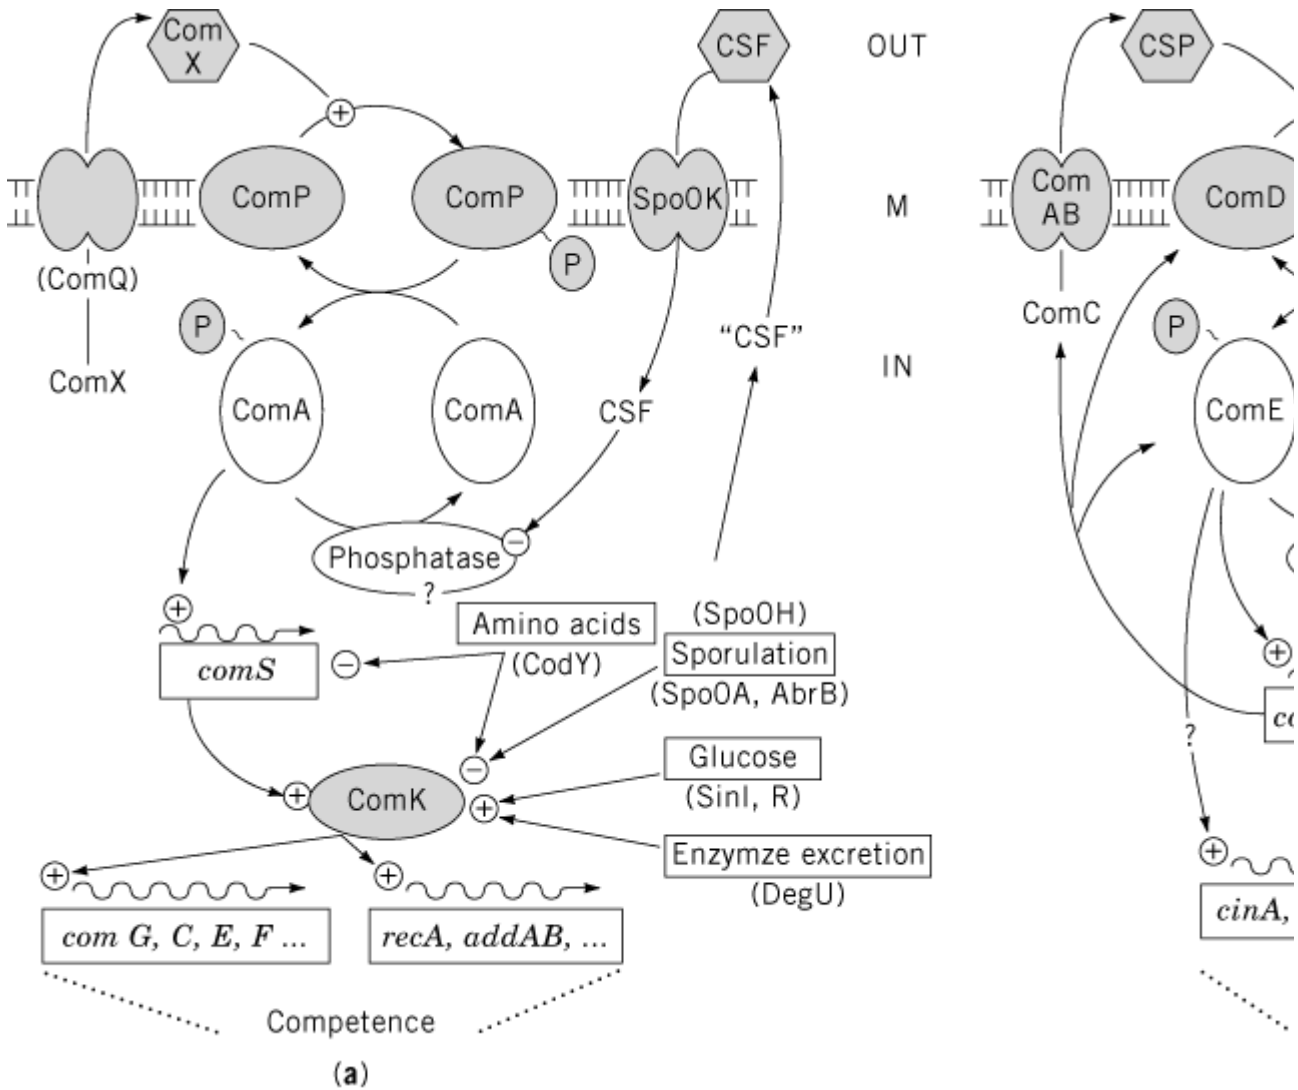 Com
X
CSF
OUT
CSP
ComP
ComP
SpoOK
M
Com
AB
ComD
P
(ComQ)
P
"CSF"
ComC
P
ComX
IN
ComA
ComA
CSF
ComE
Phosphatase
?
(SpoOH)
Amino acids
(CodY)
Sporulation
(SpoOA, AbrB)
comS
?
Glucose
(SinI, R)
ComK
Enzymze excretion
(DegU)
com G, C, E, F ...
recA, addAB, ...
cinA,
Competence
(a)